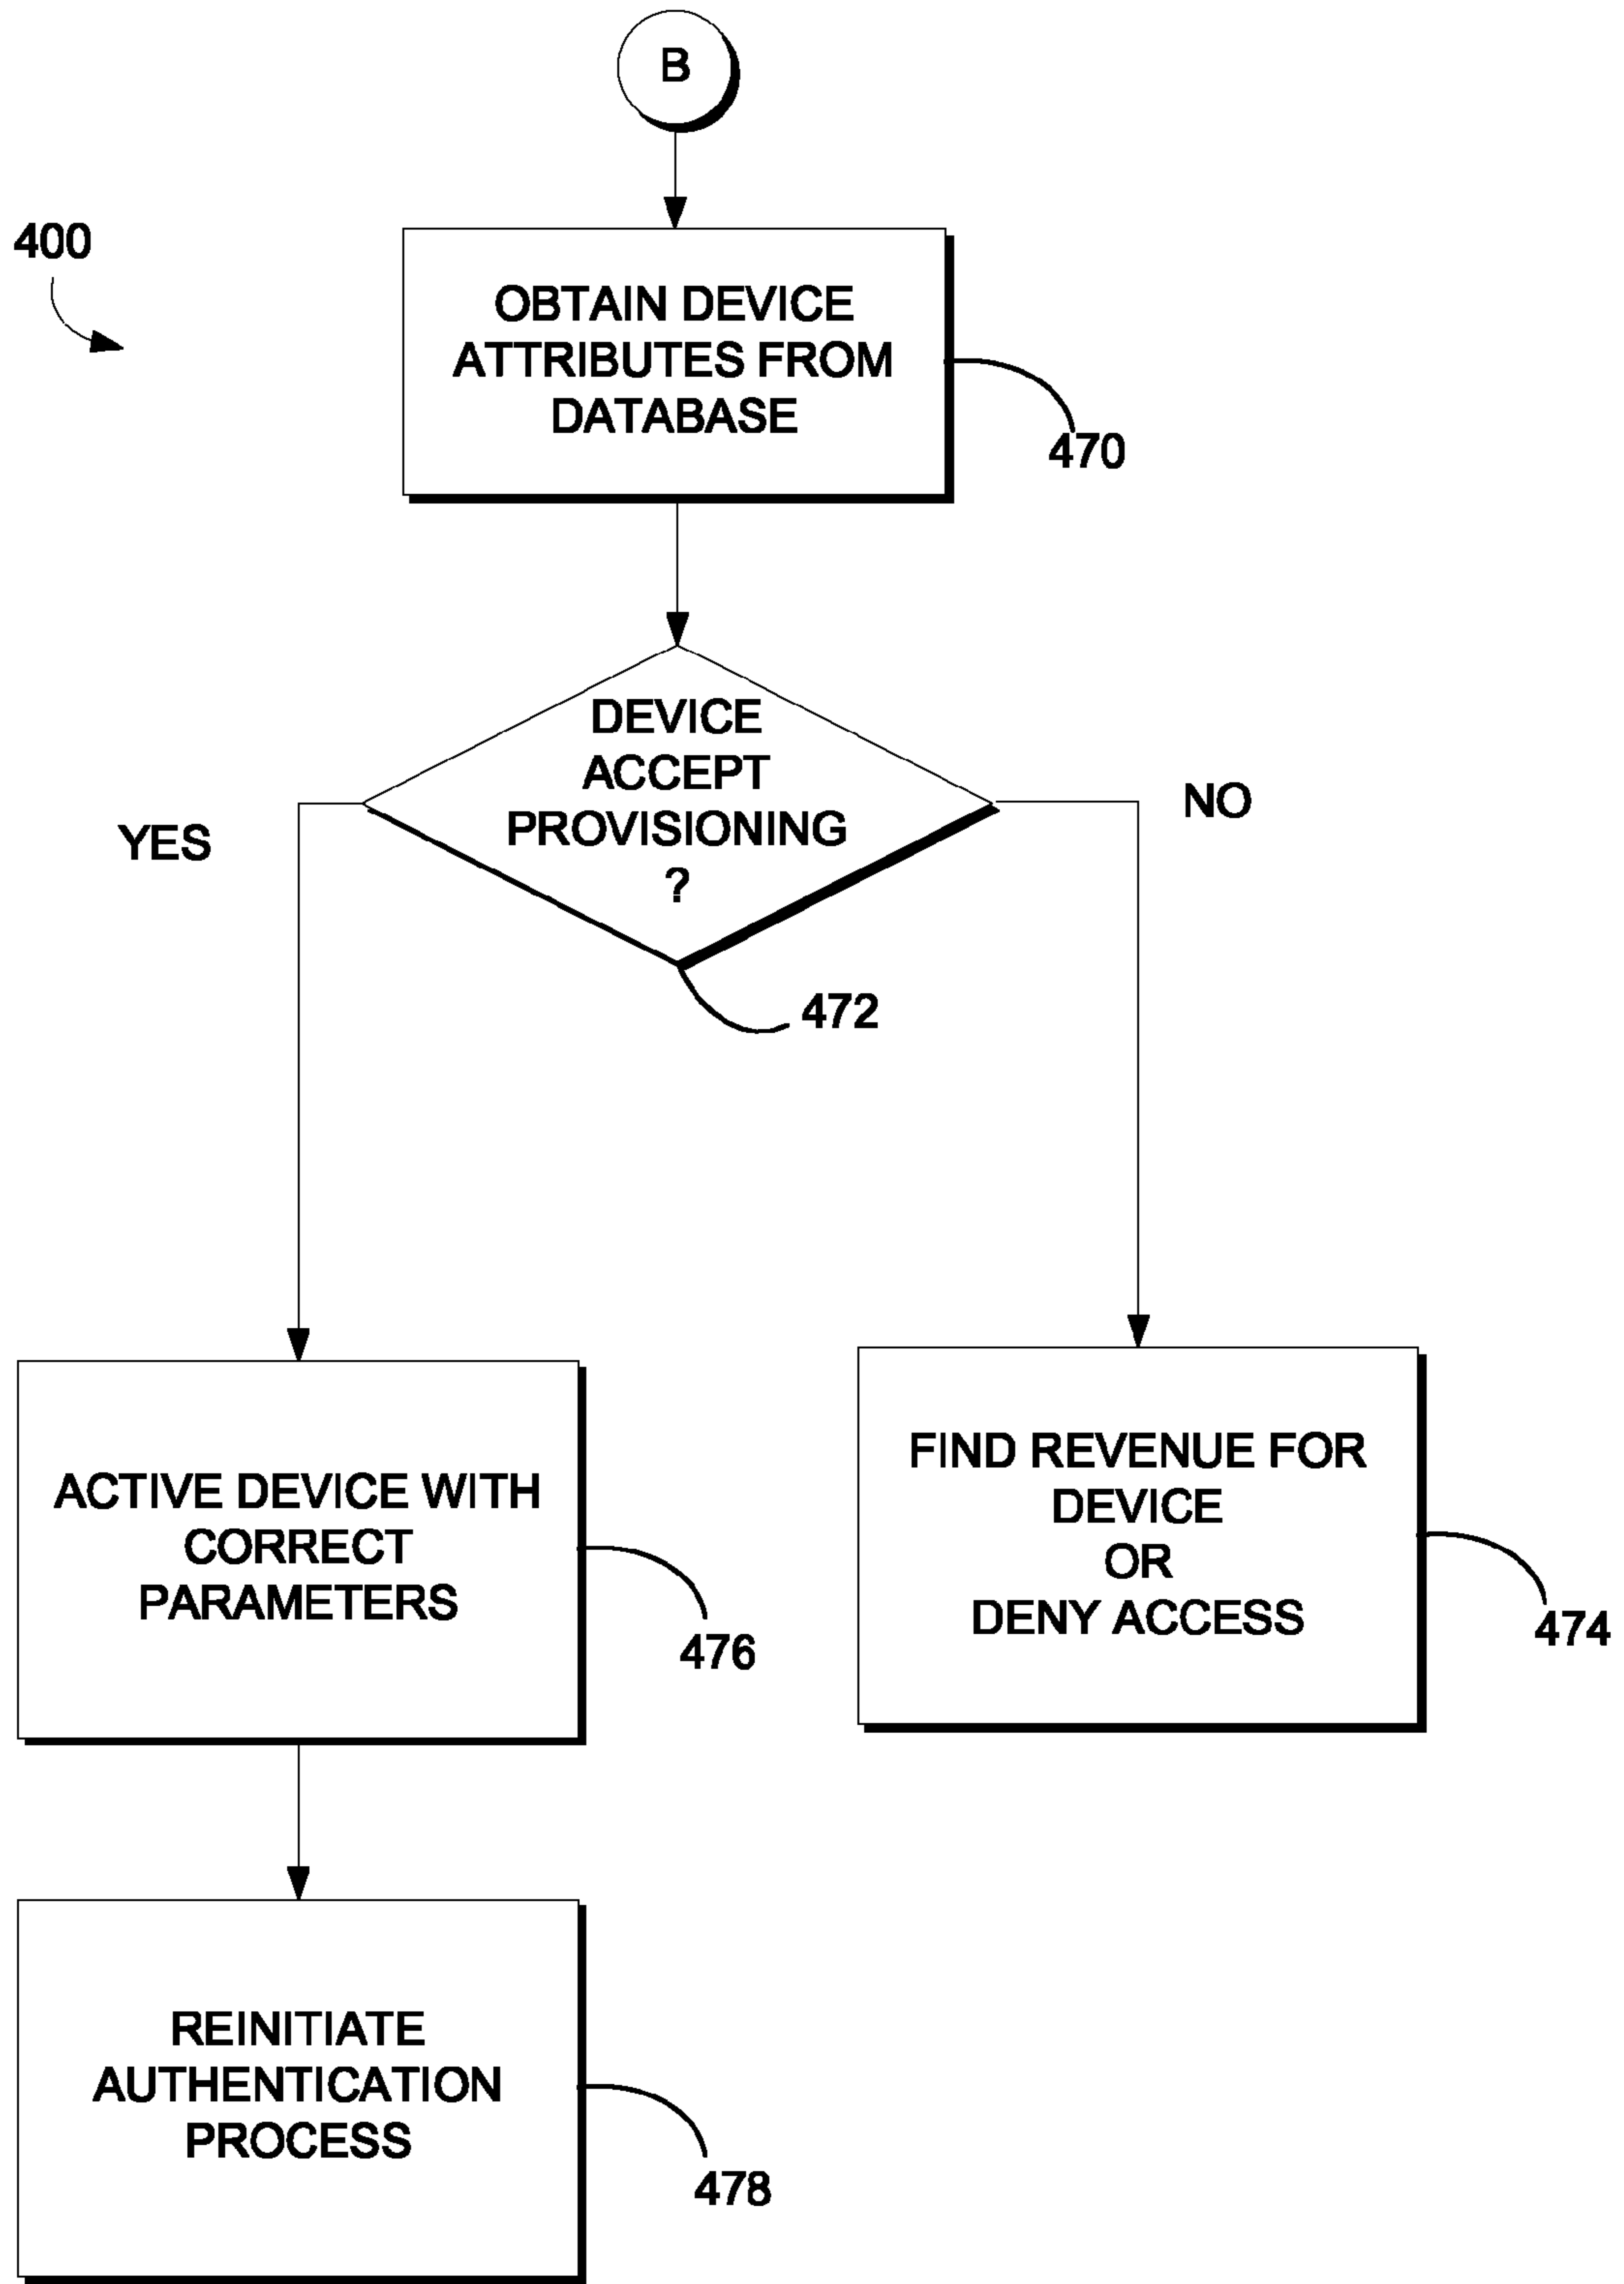 B
400
OBTAIN DEVICE
ATTRIBUTES FROM
DATABASE
470
DEVICE
ACCEPT
PROVISIONING
?
YES
NO
472
ACTIVE DEVICE WITH
CORRECT
PARAMETERS
476
FIND REVENUE FOR
DEVICE
OR
DENY ACCESS
474
REINITIATE
AUTHENTICATION
PROCESS
478